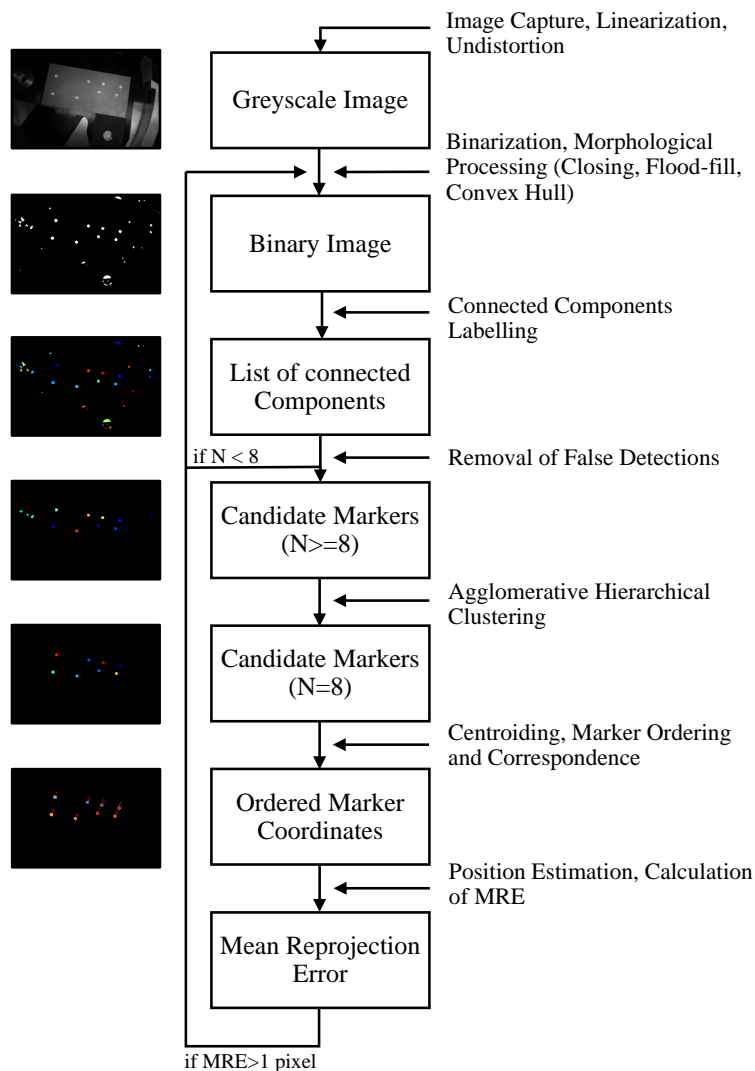 Image Capture, Linearization,
Undistortion
Greyscale Image
Binarization, Morphological
Processing (Closing, Flood-fill,
Convex Hull)
Binary Image
Connected Components
Labelling
List of connected
Components
if N < 8
Removal of False Detections
Candidate Markers
(N>=8)
Agglomerative Hierarchical
Clustering
Candidate Markers
(N=8)
Centroiding, Marker Ordering
and Correspondence
Ordered Marker
Coordinates
Position Estimation, Calculation
of MRE
Mean Reprojection
Error
if MRE>1 pixel